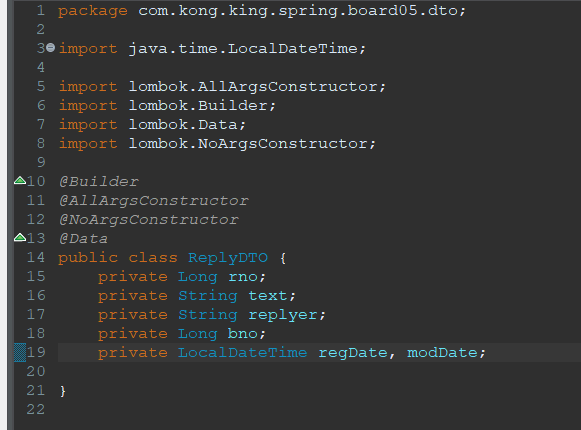 1 package com.kong.king.spring.board05.dto;
2
3 import java.time.LocalDateTime;
4
5 import lombok.AllArgsConstructor;
6 import lombok.Builder;
7 import lombok.Data;
8 import lombok.NoArgsConstructor;
9
10 @Builder
11 @AllArgsConstructor
12 @NoArgsConstructor
13 @Data
14 public class ReplyDTO {
15     private Long rno;
16     private String text;
17     private String replyer;
18     private Long bno;
19     private LocalDateTime regDate, modDate;
20
21 }
22